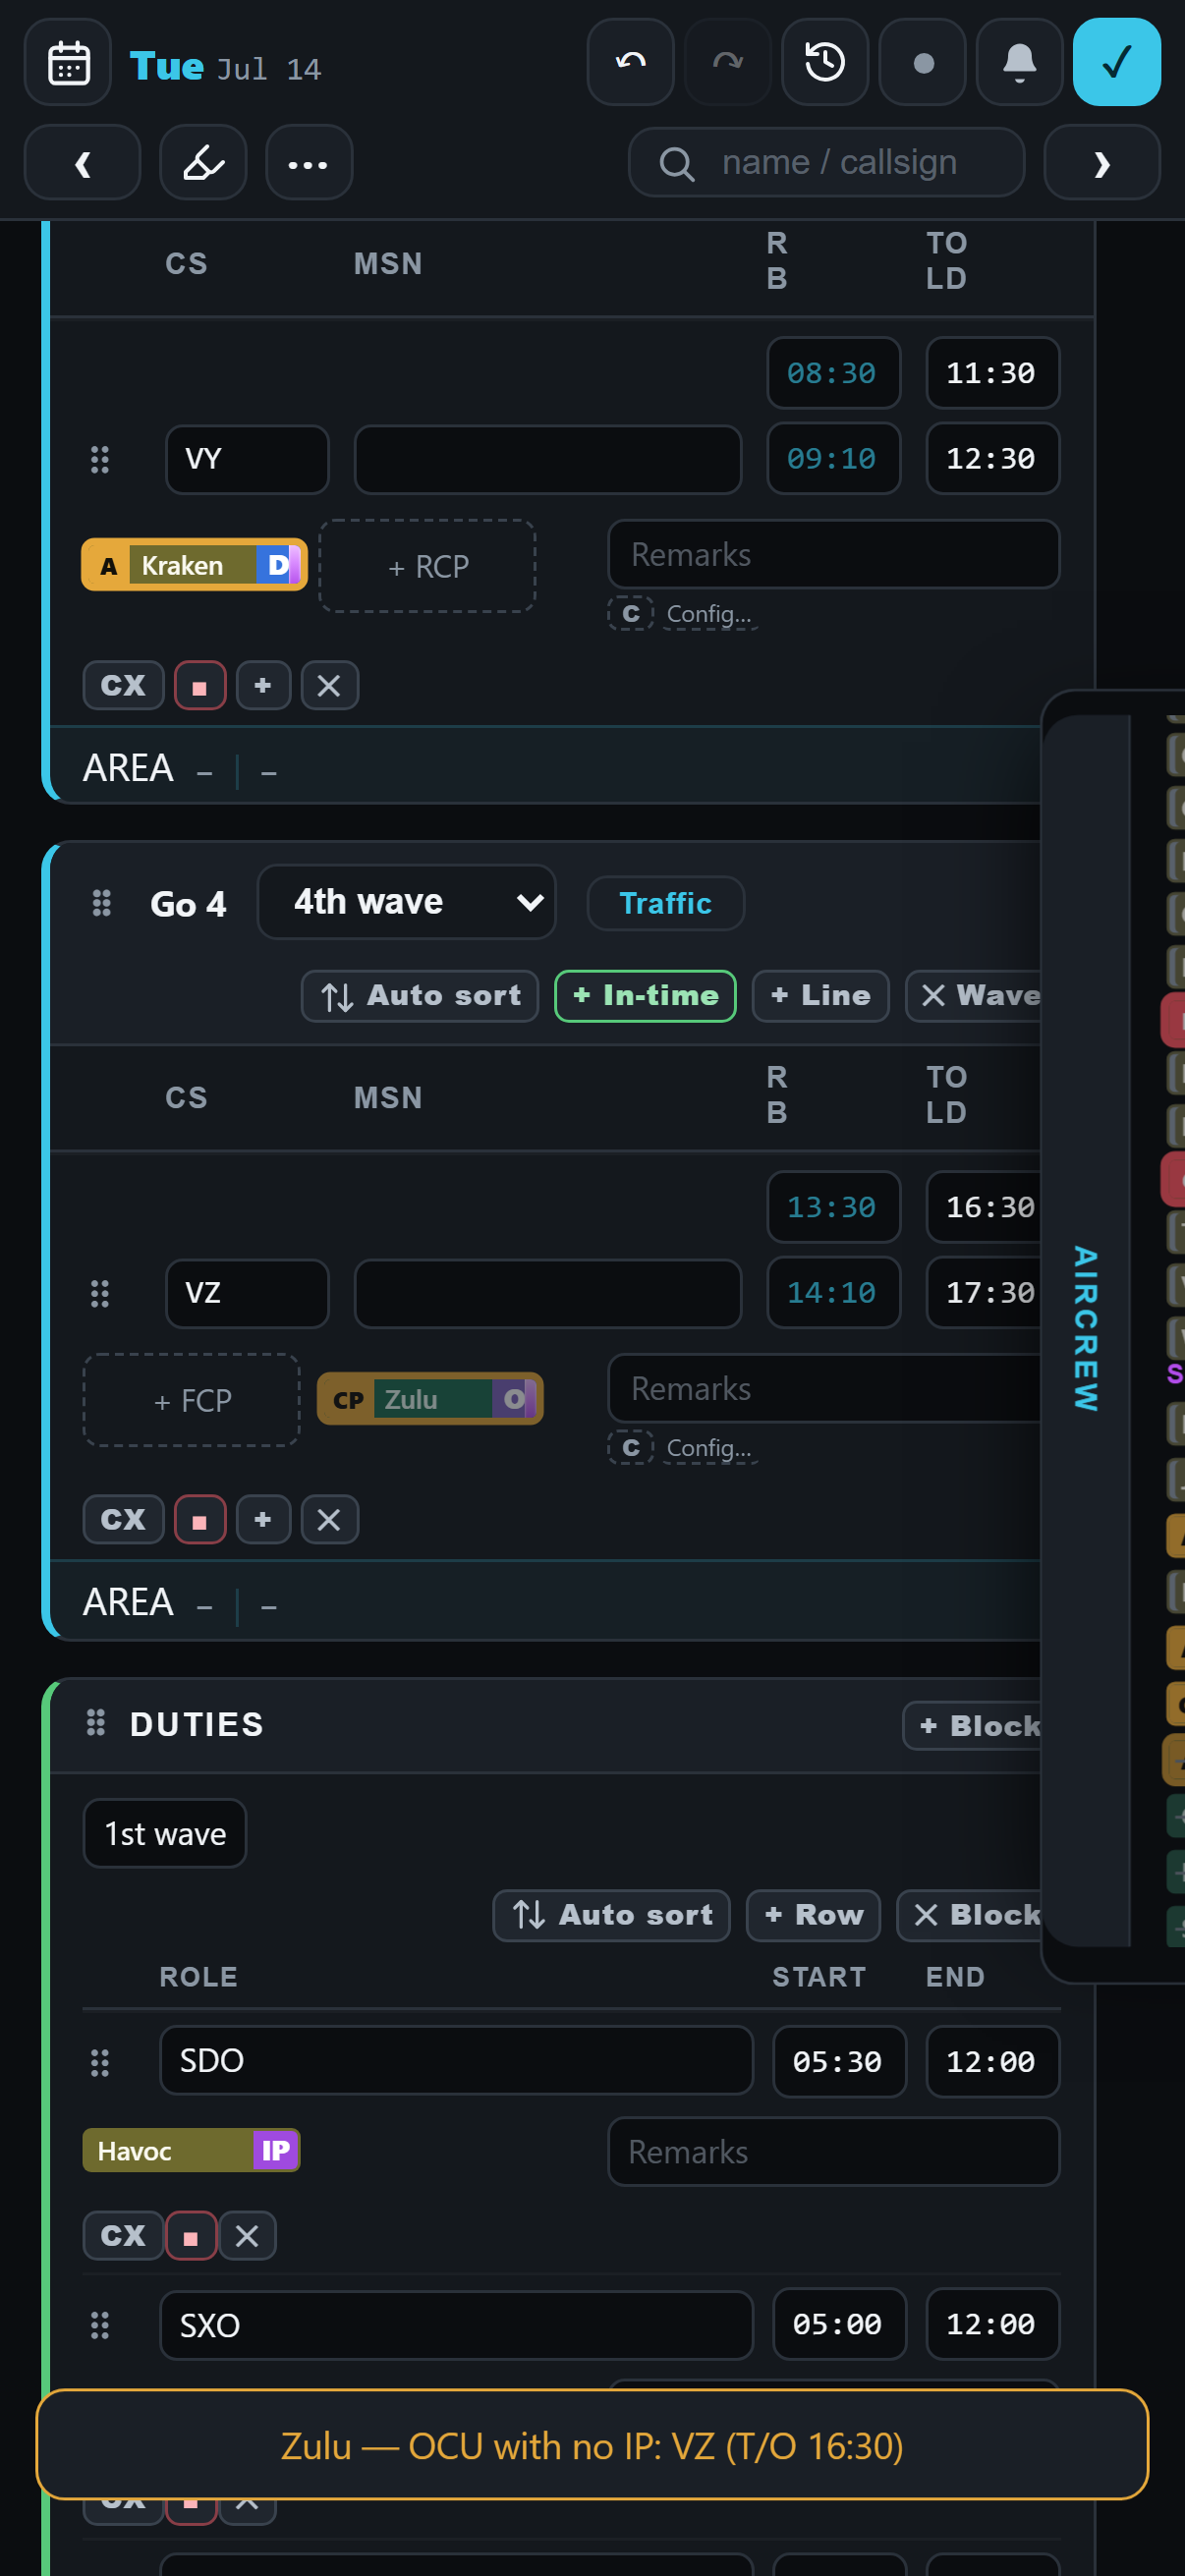 Tue Jul 14
name / callsign
CS MSN R TO
B LD
08:30 11:30
VY 09:10 12:30
A Kraken D + RCP Remarks
C Config...
CX +
AREA – | –
Go 4 4th wave Traffic
Auto sort + In-time + Line Wave
CS MSN R TO
B LD
13:30 16:30
VZ 14:10 17:30
+ FCP CP Zulu O Remarks
C Config...
CX +
AREA – | –
AIRCREW
DUTIES + Block
1st wave
Auto sort + Row Block
ROLE START END
SDO 05:30 12:00
Havoc IP Remarks
CX
SXO 05:00 12:00
Zulu — OCU with no IP: VZ (T/O 16:30)